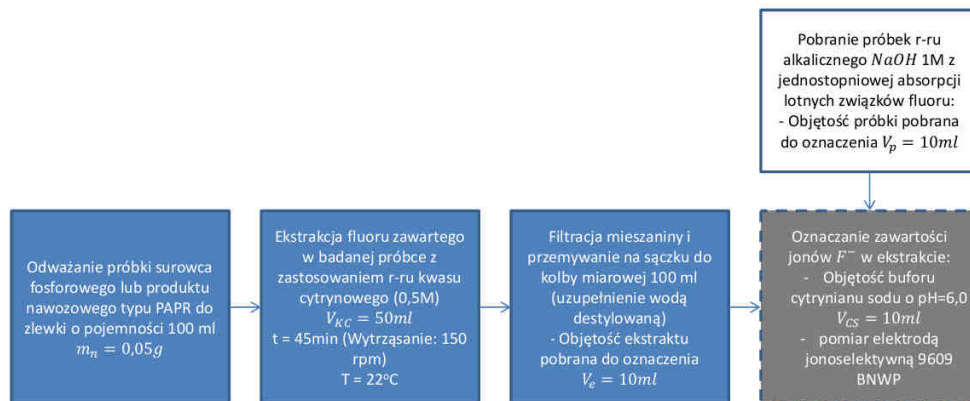 Pobranie próbek r-ru
alkalicznego NaOH 1M z
jednostopniowej absorpcji
lotnych związków fluoru:
- Objętość próbki pobrana
do oznaczenia Vₚ = 10ml
Odważanie próbki surowca
fosforowego lub produktu
nawozowego typu PAPR do
zlewki o pojemności 100 ml
mₙ = 0,05g
Ekstrakcja fluoru zawartego
w badanej próbce z
zastosowaniem r-ru kwasu
cytrynowego (0,5M)
V_KC = 50ml
t = 45min (Wytrząsanie: 150
rpm)
T = 22°C
Filtracja mieszaniny i
przemywanie na sączku do
kolby miarowej 100 ml
(uzupełnienie wodą
destylowaną)
- Objętość ekstraktu
pobrana do oznaczenia
Vₑ = 10ml
Oznaczanie zawartości
jonów F⁻ w ekstrakcie:
- Objętość buforu
cytrynianu sodu o pH=6,0
V_CS = 10ml
- pomiar elektrodą
jonoselektywną 9609
BNWP